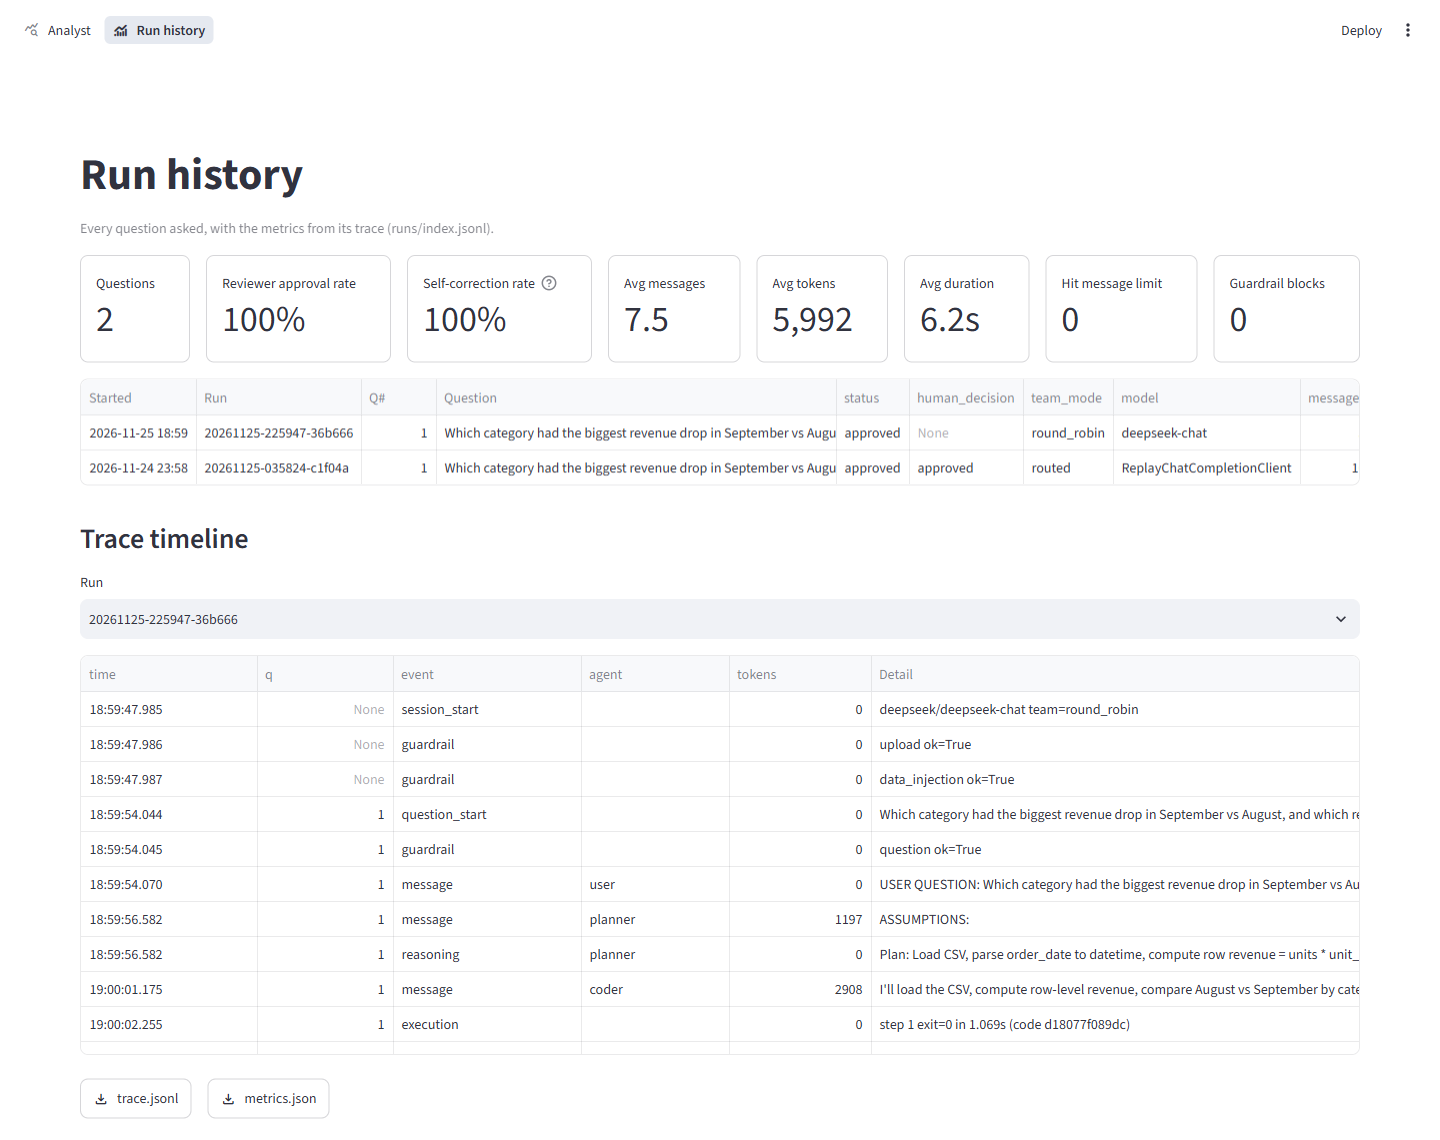 Analyst Run history Deploy
Run history
Every question asked, with the metrics from its trace (runs/index.jsonl).
Questions Reviewer approval rate Self-correction rate Avg messages Avg tokens Avg duration Hit message limit Guardrail blocks
2 100% 100% 7.5 5,992 6.2s 0 0
Started Run Q# Question status human_decision team_mode model message
2026-11-25 18:59 20261125-225947-36b666 1 Which category had the biggest revenue drop in September vs Augu approved None round_robin deepseek-chat
2026-11-24 23:58 20261125-035824-c1f04a 1 Which category had the biggest revenue drop in September vs Augu approved approved routed ReplayChatCompletionClient 1
Trace timeline
Run
20261125-225947-36b666
time q event agent tokens Detail
18:59:47.985 None session_start 0 deepseek/deepseek-chat team=round_robin
18:59:47.986 None guardrail 0 upload ok=True
18:59:47.987 None guardrail 0 data_injection ok=True
18:59:54.044 1 question_start 0 Which category had the biggest revenue drop in September vs August, and which re
18:59:54.045 1 guardrail 0 question ok=True
18:59:54.070 1 message user 0 USER QUESTION: Which category had the biggest revenue drop in September vs Au
18:59:56.582 1 message planner 1197 ASSUMPTIONS:
18:59:56.582 1 reasoning planner 0 Plan: Load CSV, parse order_date to datetime, compute row revenue = units * unit_
19:00:01.175 1 message coder 2908 I'll load the CSV, compute row-level revenue, compare August vs September by cate
19:00:02.255 1 execution 0 step 1 exit=0 in 1.069s (code d18077f089dc)
trace.jsonl metrics.json